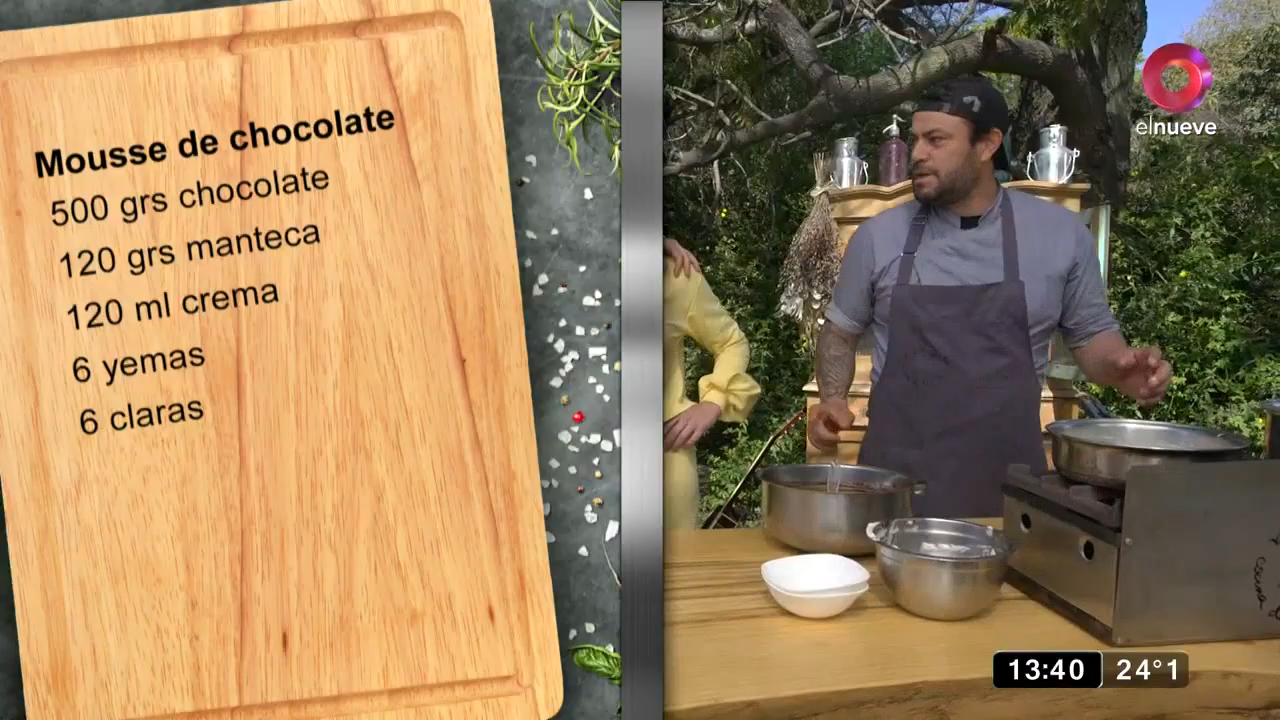 Mousse de chocolate
500 grs chocolate
120 grs manteca
120 ml crema
6 yemas
6 claras
elnueve
13:40
24°1
cocina